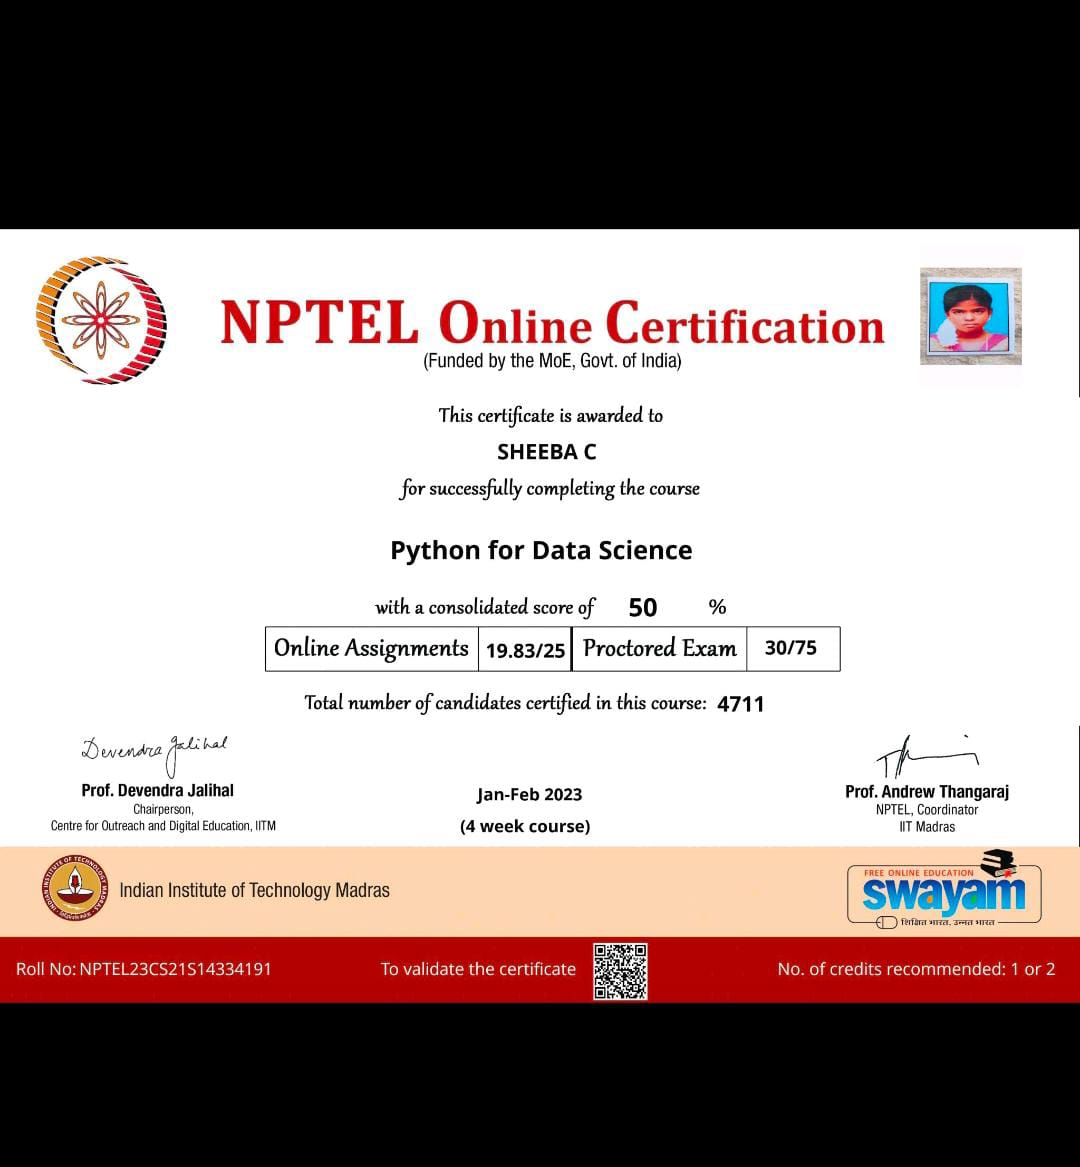 NPTEL Online Certification
(Funded by the MoE, Govt. of India)
This certificate is awarded to
SHEEBA C
for successfully completing the course
Python for Data Science
with a consolidated score of 50 %
Online Assignments 19.83/25 Proctored Exam 30/75
Total number of candidates certified in this course: 4711
Devendra Jalihal
Prof. Devendra Jalihal
Chairperson,
Centre for Outreach and Digital Education, IITM
Jan-Feb 2023
(4 week course)
Prof. Andrew Thangaraj
NPTEL, Coordinator
IIT Madras
INDIAN INSTITUTE OF TECHNOLOGY MADRAS
Indian Institute of Technology Madras
FREE ONLINE EDUCATION
swayam
शिक्षित भारत, उन्नत भारत
Roll No: NPTEL23CS21S14334191
To validate the certificate
No. of credits recommended: 1 or 2